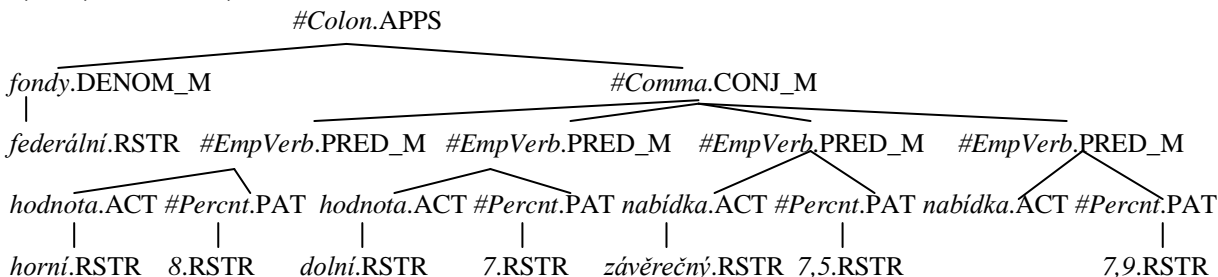 #Colon.APPS
fondy.DENOM_M #Comma.CONJ_M
federální.RSTR #EmpVerb.PRED_M #EmpVerb.PRED_M #EmpVerb.PRED_M #EmpVerb.PRED_M
hodnota.ACT #Percnt.PAT hodnota.ACT #Percnt.PAT nabídka.ACT #Percnt.PAT nabídka.ACT #Percnt.PAT
horní.RSTR 8.RSTR dolní.RSTR 7.RSTR závěrečný.RSTR 7,5.RSTR 7,9.RSTR